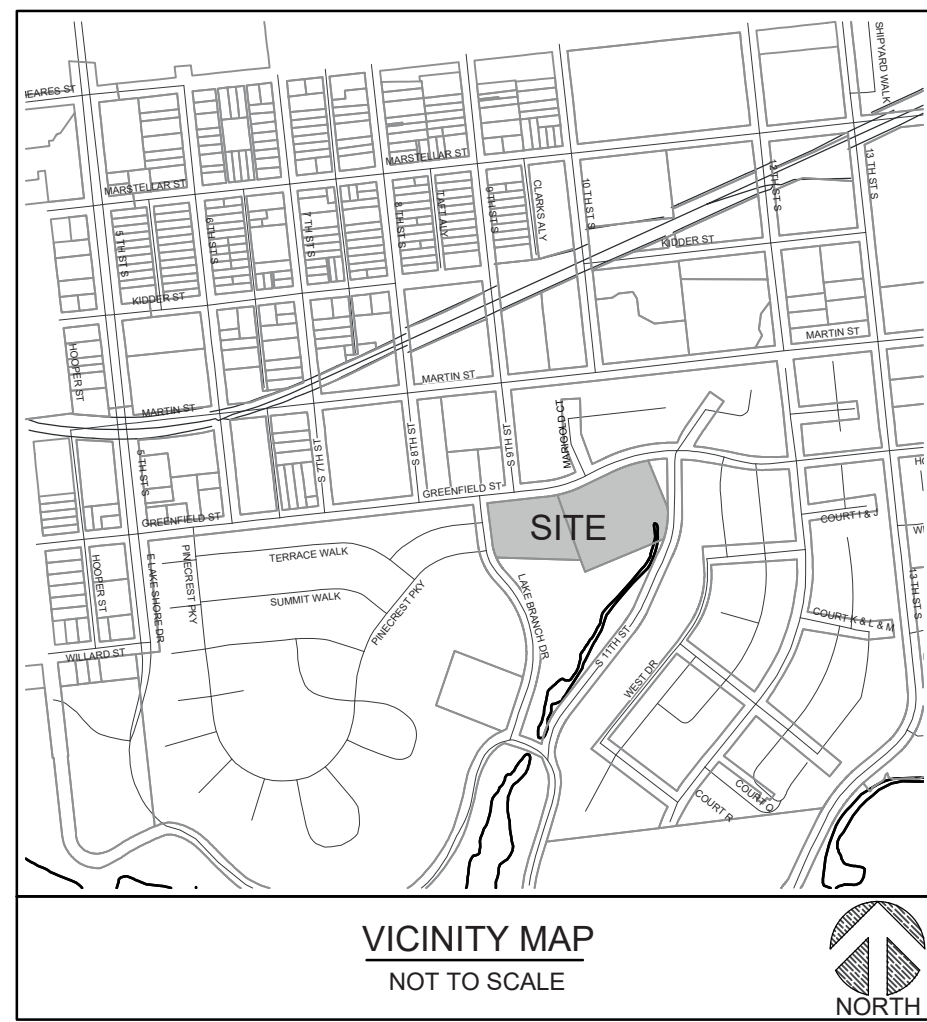 EARES ST
SHIPYARD WALK
MARSTELLAR ST
MARSTELLAR ST
13 TH ST S
12 TH ST S
10 TH ST S
CLARKS ALY
9 TH ST S
TAFT ALY
8 TH ST S
7 TH ST S
6 TH ST S
5 TH ST S
KIDDER ST
KIDDER ST
MARTIN ST
HOOPER ST
MARTIN ST
MARTIN ST
MARIGOLD CT
S 9TH ST
S 8TH ST
S 7TH ST
5 TH ST S
GREENFIELD ST
GREENFIELD ST
HO
SITE
COURT I & J
WE
TERRACE WALK
PINECREST PKY
E LAKE SHORE DR
HOOPER ST
SUMMIT WALK
PINECREST PKY
LAKE BRANCH DR
S 11TH ST
WEST DR
COURT K & L & M
13 TH ST S
WILLARD ST
COURT Q
COURT R
VICINITY MAP
NOT TO SCALE
NORTH